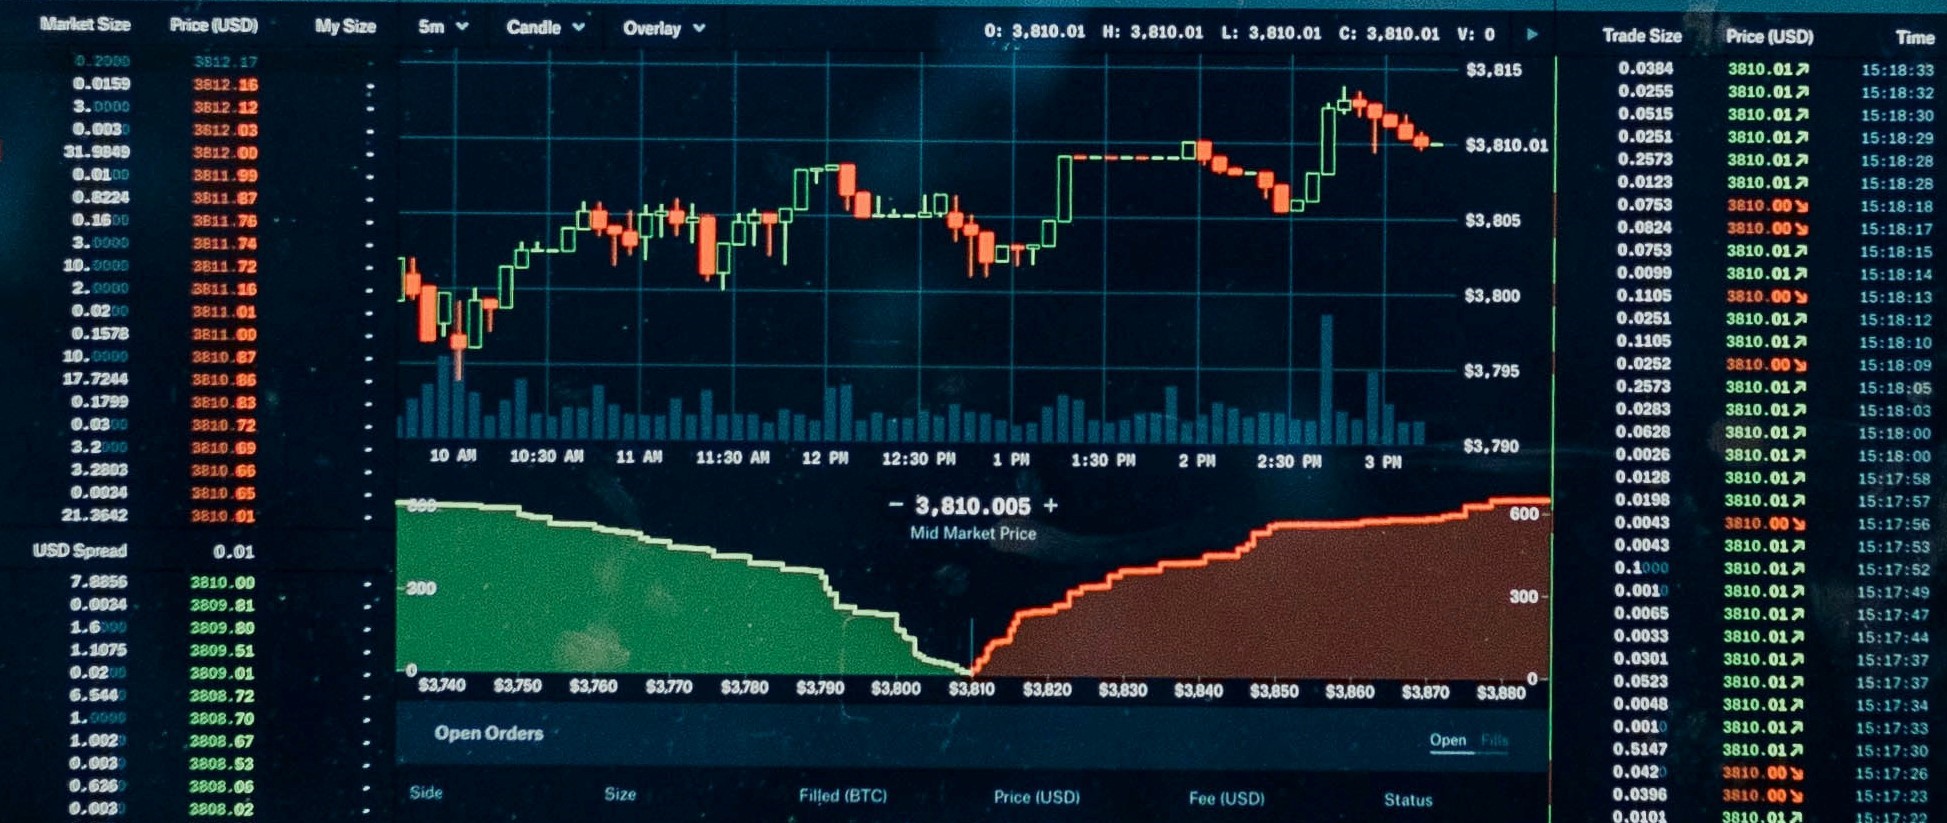 Market Size Price (USD) My Size
0.2000 3812.17 -
0.0159 3812.16 -
3.0000 3812.12 -
0.0030 3812.03 -
31.9849 3812.00 -
0.0100 3811.99 -
0.8224 3811.87 -
0.1600 3811.76 -
3.0000 3811.74 -
10.0000 3811.72 -
2.0000 3811.16 -
0.0200 3811.01 -
0.1578 3811.00 -
10.0000 3810.87 -
17.7244 3810.86 -
0.1799 3810.83 -
0.0300 3810.72 -
3.2000 3810.69 -
3.2803 3810.66 -
0.0034 3810.65 -
21.3642 3810.01 -
USD Spread 0.01
7.8856 3810.00 -
0.0034 3809.81 -
1.6000 3809.80 -
1.1075 3809.51 -
0.0200 3809.01 -
6.5440 3808.72 -
1.0000 3808.70 -
1.0020 3808.67 -
0.0030 3808.53 -
0.6360 3808.06 -
0.0030 3808.02 -
5m Candle Overlay
O: 3,810.01 H: 3,810.01 L: 3,810.01 C: 3,810.01 V: 0
$3,815
$3,810.01
$3,805
$3,800
$3,795
$3,790
10 AM 10:30 AM 11 AM 11:30 AM 12 PM 12:30 PM 1 PM 1:30 PM 2 PM 2:30 PM 3 PM
- 3,810.005 +
Mid Market Price
600 600
300 300
0 0
$3,740 $3,750 $3,760 $3,770 $3,780 $3,790 $3,800 $3,810 $3,820 $3,830 $3,840 $3,850 $3,860 $3,870 $3,880
Open Orders Open Fills
Side Size Filled (BTC) Price (USD) Fee (USD) Status
Trade Size Price (USD) Time
0.0384 3810.01↗ 15:18:33
0.0255 3810.01↗ 15:18:32
0.0515 3810.01↗ 15:18:30
0.0251 3810.01↗ 15:18:29
0.2573 3810.01↗ 15:18:28
0.0123 3810.01↗ 15:18:28
0.0753 3810.00↘ 15:18:18
0.0824 3810.00↘ 15:18:17
0.0753 3810.01↗ 15:18:15
0.0099 3810.01↗ 15:18:14
0.1105 3810.00↘ 15:18:13
0.0251 3810.01↗ 15:18:12
0.1105 3810.01↗ 15:18:10
0.0252 3810.00↘ 15:18:09
0.2573 3810.01↗ 15:18:05
0.0283 3810.01↗ 15:18:03
0.0628 3810.01↗ 15:18:00
0.0026 3810.01↗ 15:18:00
0.0128 3810.01↗ 15:17:58
0.0198 3810.01↗ 15:17:57
0.0043 3810.00↘ 15:17:56
0.0043 3810.01↗ 15:17:53
0.1000 3810.01↗ 15:17:52
0.0010 3810.01↗ 15:17:49
0.0065 3810.01↗ 15:17:47
0.0033 3810.01↗ 15:17:44
0.0301 3810.01↗ 15:17:37
0.0523 3810.01↗ 15:17:37
0.0048 3810.01↗ 15:17:34
0.0010 3810.01↗ 15:17:33
0.5147 3810.01↗ 15:17:30
0.0420 3810.00↘ 15:17:26
0.0396 3810.00↘ 15:17:23
0.0101 3810.01↗ 15:17:22